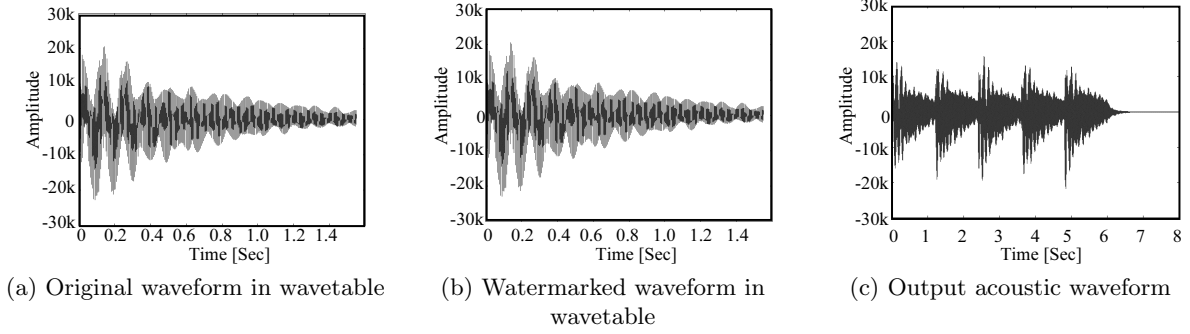 30k
20k
10k
0
-10k
-20k
-30k
Amplitude
0 0.2 0.4 0.6 0.8 1.0 1.2 1.4
Time [Sec]
(a) Original waveform in wavetable
30k
20k
10k
0
-10k
-20k
-30k
Amplitude
0 0.2 0.4 0.6 0.8 1.0 1.2 1.4
Time [Sec]
(b) Watermarked waveform in
wavetable
30k
20k
10k
0
-10k
-20k
-30k
Amplitude
0 1 2 3 4 5 6 7 8
Time [Sec]
(c) Output acoustic waveform